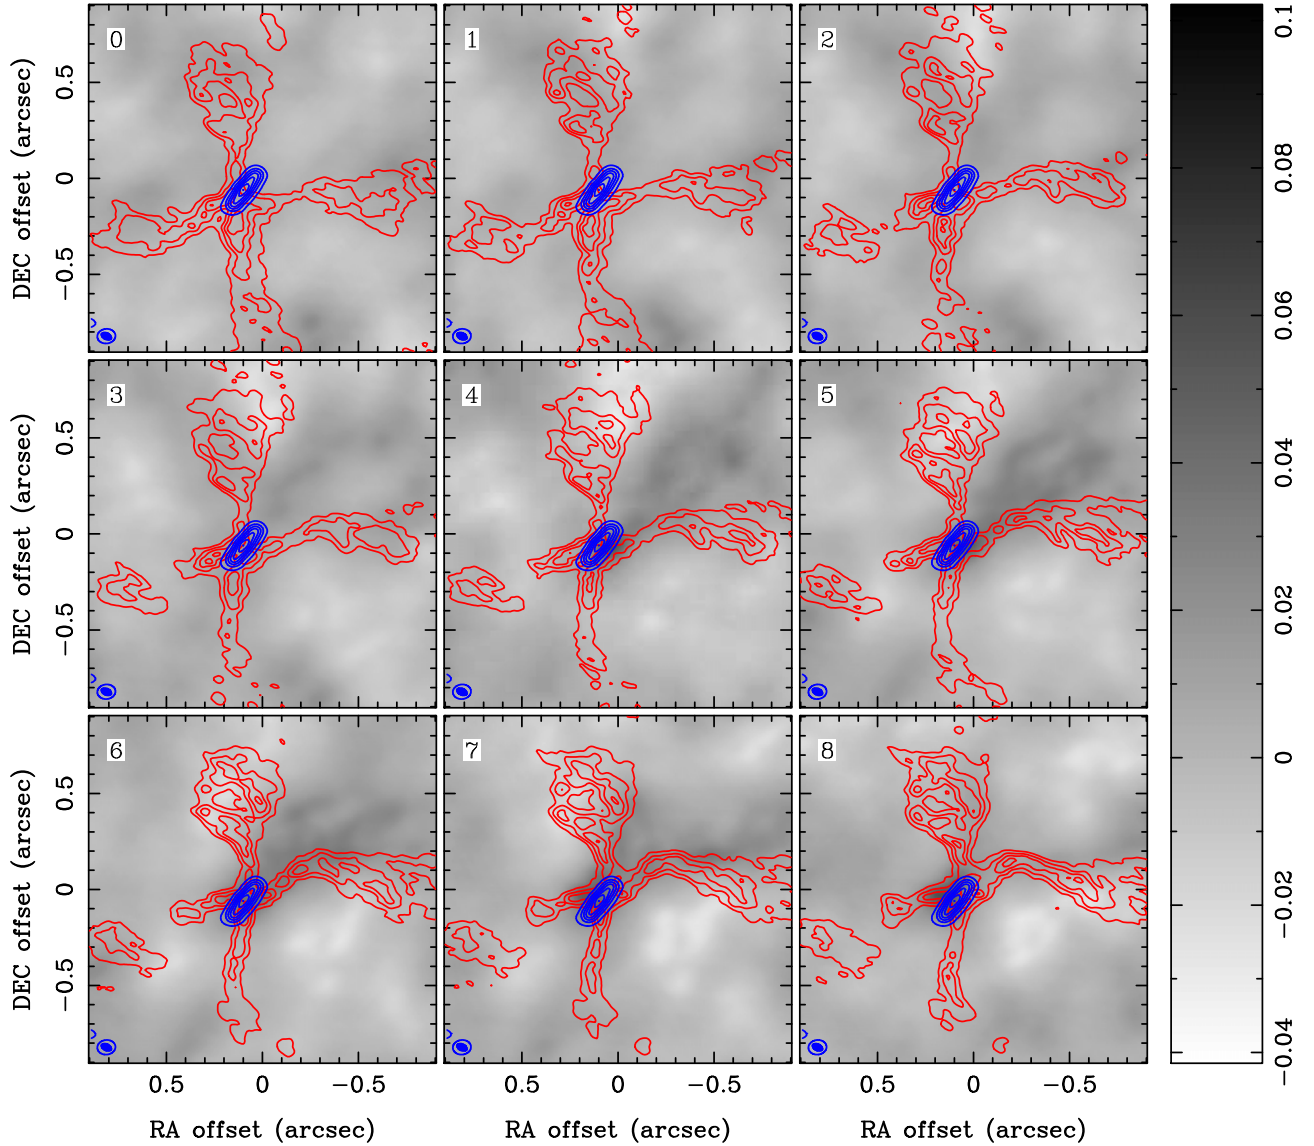 0 1 2 0.1
DEC offset (arcsec) 0.5 0 −0.5 0.08
0.06
3 4 5
DEC offset (arcsec) 0.5 0 −0.5 0.04
0.02
6 7 8 0
DEC offset (arcsec) 0.5 0 −0.5 −0.02
−0.04
0.5 0 −0.5 0.5 0 −0.5 0.5 0 −0.5
RA offset (arcsec) RA offset (arcsec) RA offset (arcsec)